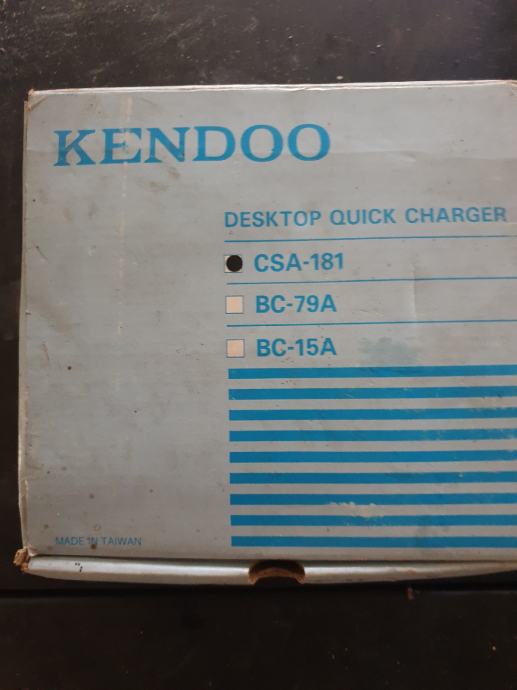 KENDOO
DESKTOP QUICK CHARGER
CSA-181
BC-79A
BC-15A
MADE IN TAIWAN